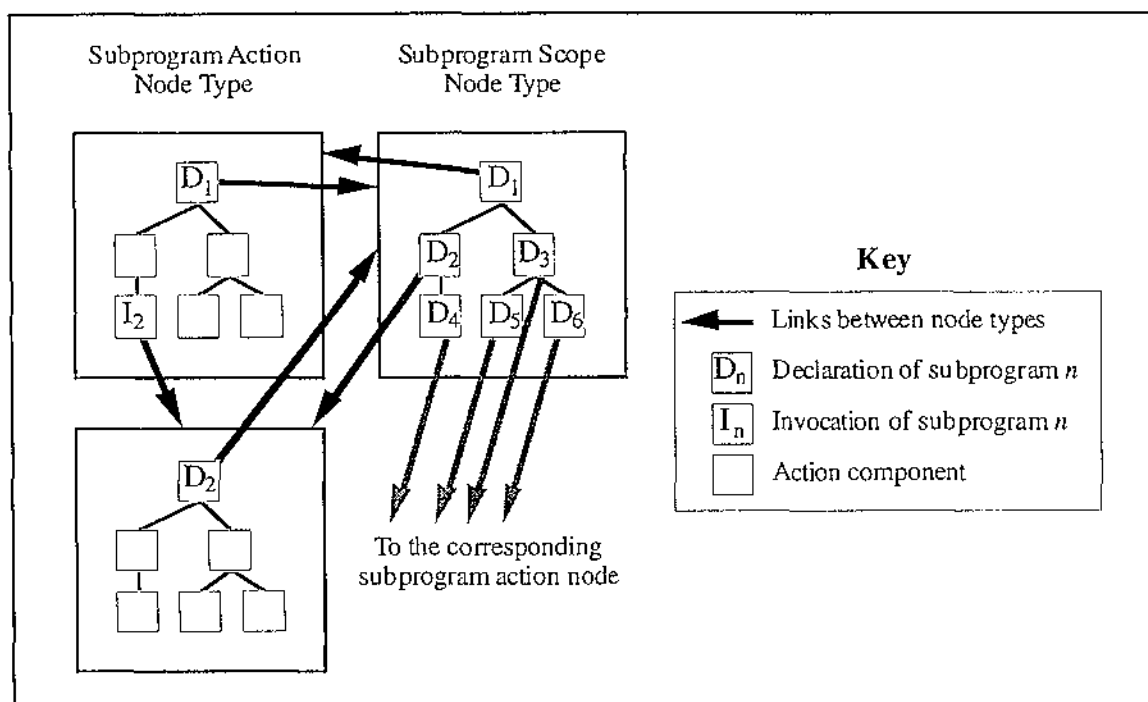 Subprogram Action
Node Type
Subprogram Scope
Node Type
D₁
I₂
D₁
D₂
D₃
D₄
D₅
D₆
D₂
To the corresponding
subprogram action node
Key
Links between node types
Dₙ Declaration of subprogram n
Iₙ Invocation of subprogram n
Action component